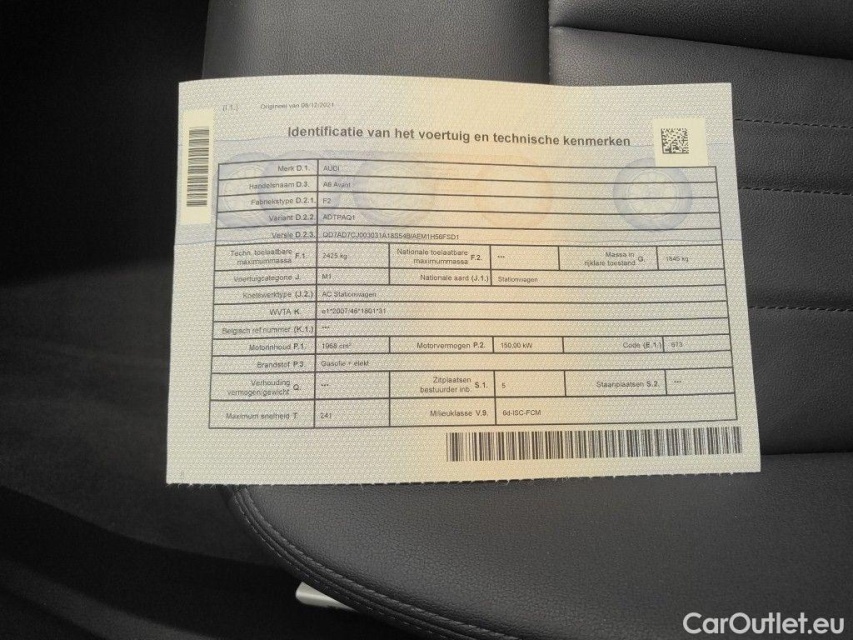 (I.1.) Origineel van 08/12/2021
Identificatie van het voertuig en technische kenmerken
Merk D.1. AUDI
Handelsnaam D.3. A6 Avant
Fabriekstype D.2.1. F2
Variant D.2.2. ADTPAQ1
Versie D.2.3.
Techn. toelaatbare maximummassa F.1. 2425 kg Nationale toelaatbare maximummassa F.2. --- Massa in rijklare toestand G. 1845 kg
Voertuigcategorie J. M1 Nationale aard (J.1.) Stationwagen
Koetswerktype (J.2.) AC Stationwagen
WVTA K. e1*2007/46*1801*31
Belgisch ref nummer (K.1.) ---
Motorinhoud P.1. 1968 cm³ Motorvermogen P.2. 150,00 kW Code (E.1.) 673
Brandstof P.3. Gasolie + elekt
Verhouding vermogen/gewicht Q. --- Zitplaatsen bestuurder inb. S.1. 5 Staanplaatsen S.2. ---
Maximum snelheid T. 241 Milieuklasse V.9. 6d-ISC-FCM
CarOutlet.eu